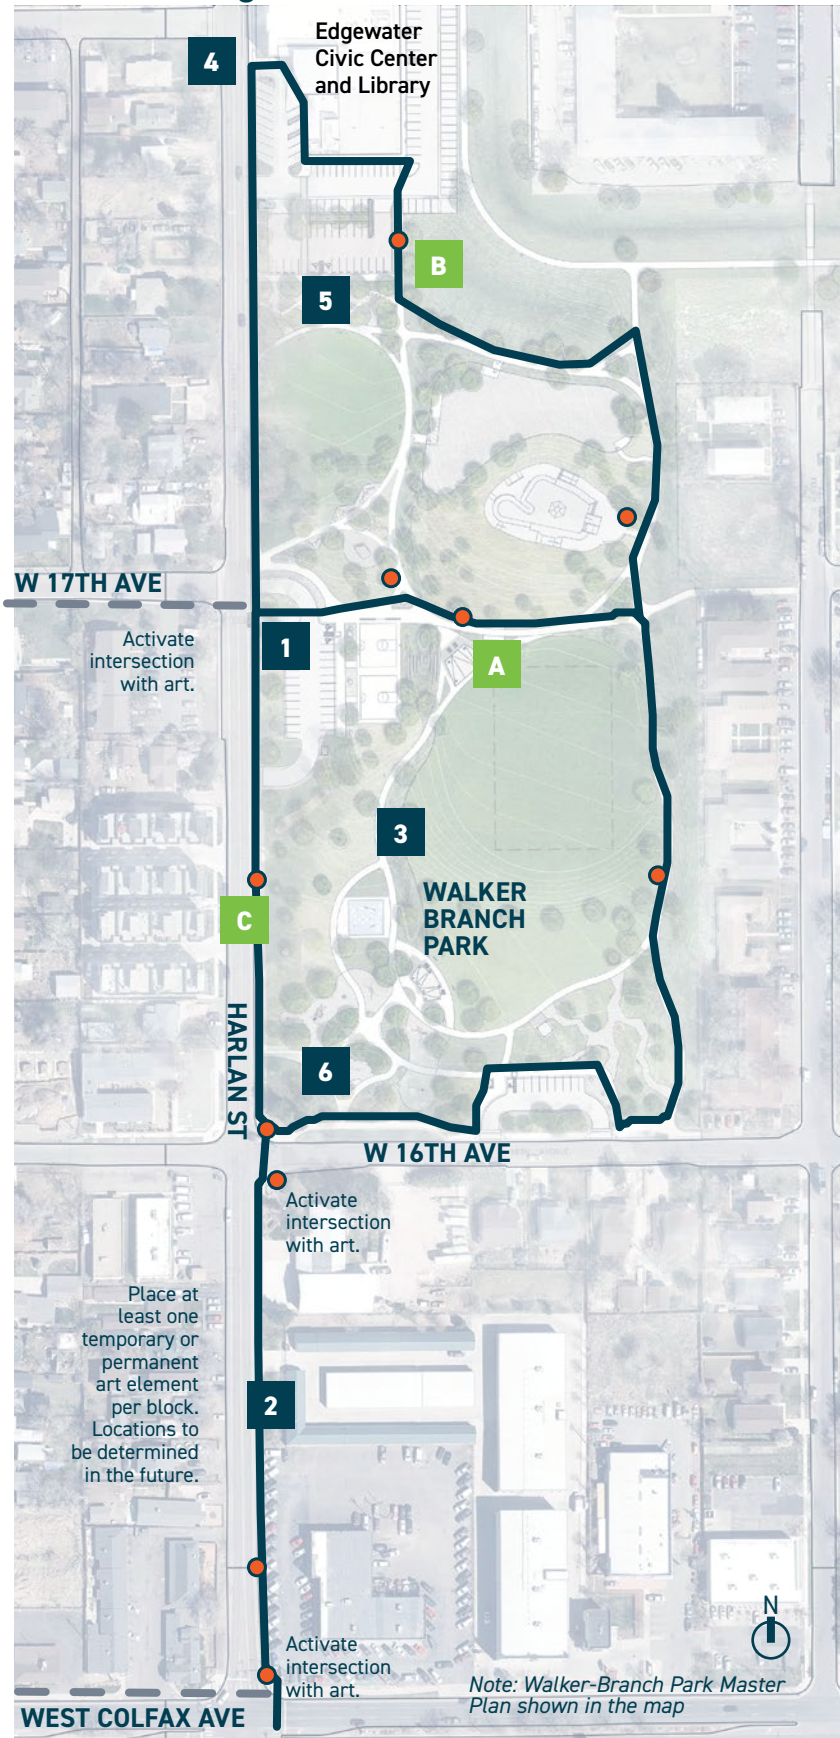 4
Edgewater
Civic Center
and Library
B
5
W 17TH AVE
Activate
intersection
with art.
1
A
3
WALKER
BRANCH
PARK
C
HARLAN ST
6
W 16TH AVE
Activate
intersection
with art.
Place at
least one
temporary or
permanent
art element
per block.
Locations to
be determined
in the future.
2
N
Activate
intersection
with art.
Note: Walker-Branch Park Master
Plan shown in the map
WEST COLFAX AVE